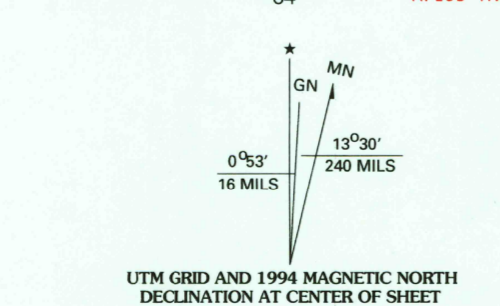 MN
GN
13°30'
0°53'
240 MILS
16 MILS
UTM GRID AND 1994 MAGNETIC NORTH
DECLINATION AT CENTER OF SHEET